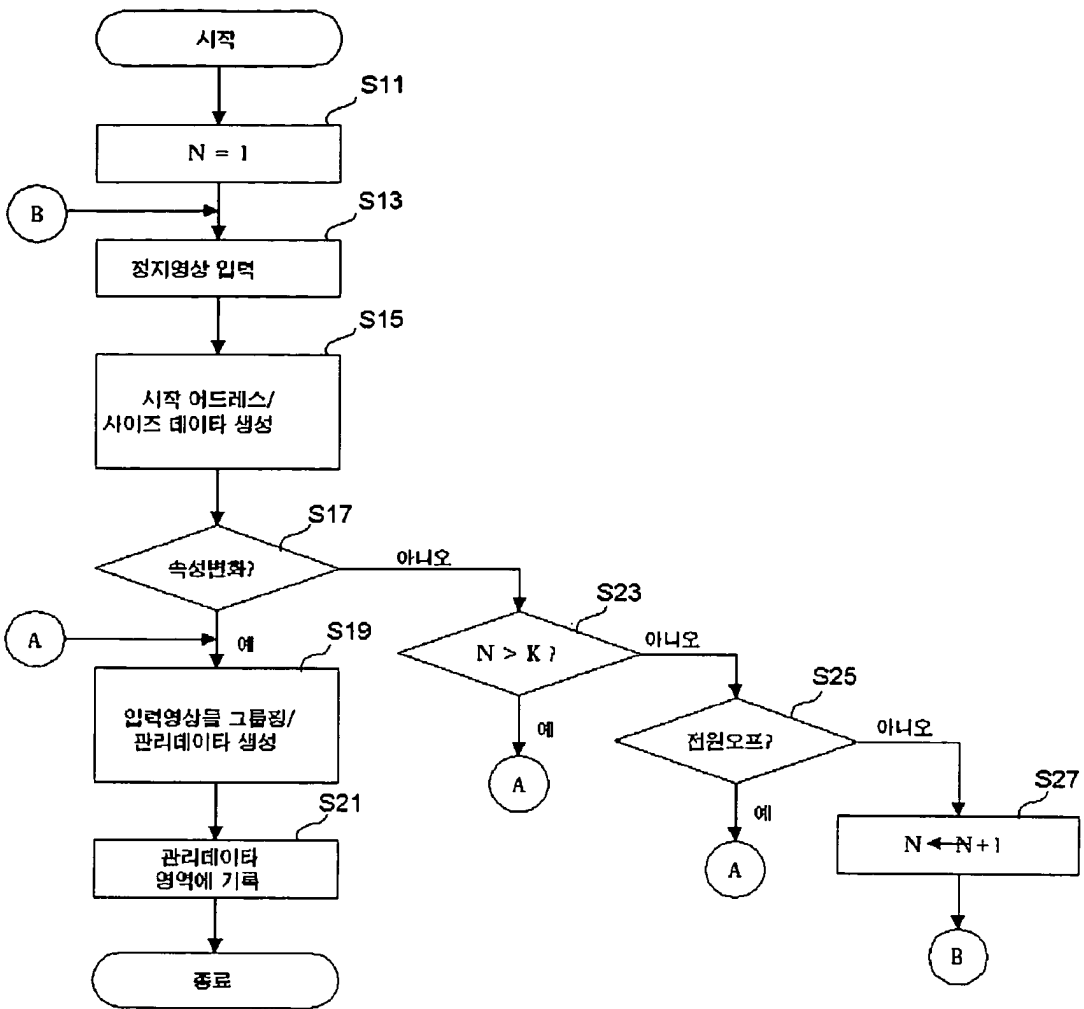 시작
S11
N = 1
B
S13
정지영상 입력
S15
시작 어드레스/
사이즈 데이타 생성
S17
속성변화?
아니오
예
A
S19
입력영상들 그룹핑/
관리데이타 생성
S21
관리데이타
영역에 기록
종료
S23
N > K ?
아니오
예
A
S25
전원오프?
아니오
예
A
S27
N ← N+1
B